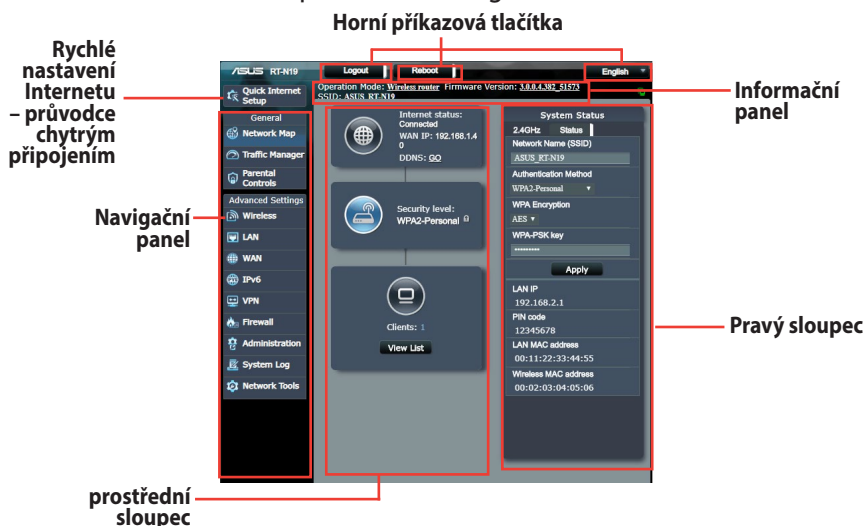 Horní příkazová tlačítka
Rychlé
nastavení
Internetu
– průvodce
chytrým
připojením
Navigační
panel
prostřední
sloupec
Informační
panel
Pravý sloupec
ASUS RT-N19
Logout
Reboot
English
Operation Mode: Wireless router Firmware Version: 3.0.0.4.382_51573
SSID: ASUS_RT-N19
Quick Internet
Setup
General
Network Map
Traffic Manager
Parental
Controls
Advanced Settings
Wireless
LAN
WAN
IPv6
VPN
Firewall
Administration
System Log
Network Tools
Internet status:
Connected
WAN IP: 192.168.1.4
0
DDNS: GO
Security level:
WPA2-Personal
Clients: 1
View List
System Status
2.4GHz Status
Network Name (SSID)
ASUS_RT-N19
Authentication Method
WPA2-Personal
WPA Encryption
AES
WPA-PSK key
Apply
LAN IP
192.168.2.1
PIN code
12345678
LAN MAC address
00:11:22:33:44:55
Wireless MAC address
00:02:03:04:05:06